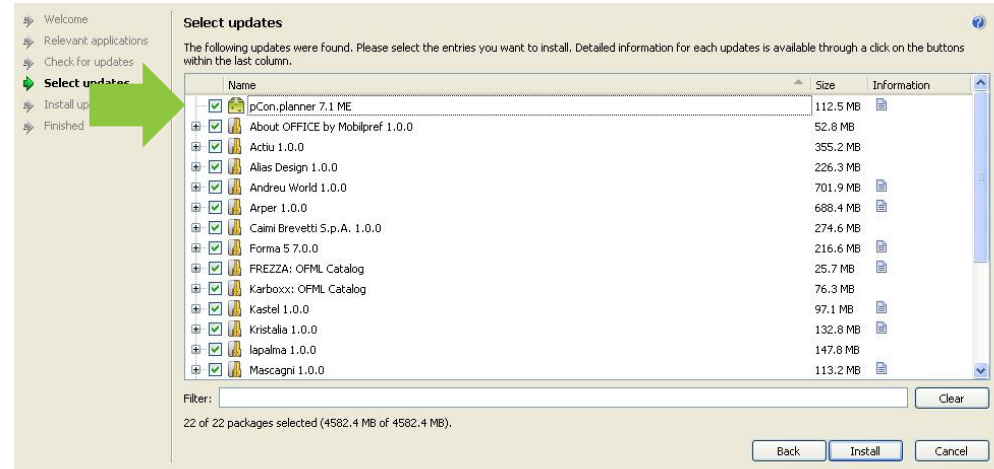 Welcome
Relevant applications
Check for updates
Select updates
Install up
Finished
Select updates
The following updates were found. Please select the entries you want to install. Detailed information for each updates is available through a click on the buttons
within the last column.
Name Size Information
pCon.planner 7.1 ME 112.5 MB
About OFFICE by Mobilpref 1.0.0 52.8 MB
Actiu 1.0.0 355.2 MB
Alias Design 1.0.0 226.3 MB
Andreu World 1.0.0 701.9 MB
Arper 1.0.0 688.4 MB
Caimi Brevetti S.p.A. 1.0.0 274.6 MB
Forma 5 7.0.0 216.6 MB
FREZZA: OFML Catalog 25.7 MB
Karboxx: OFML Catalog 76.3 MB
Kastel 1.0.0 97.1 MB
Kristalia 1.0.0 132.8 MB
lapalma 1.0.0 147.8 MB
Mascagni 1.0.0 113.2 MB
Filter: Clear
22 of 22 packages selected (4582.4 MB of 4582.4 MB).
Back Install Cancel